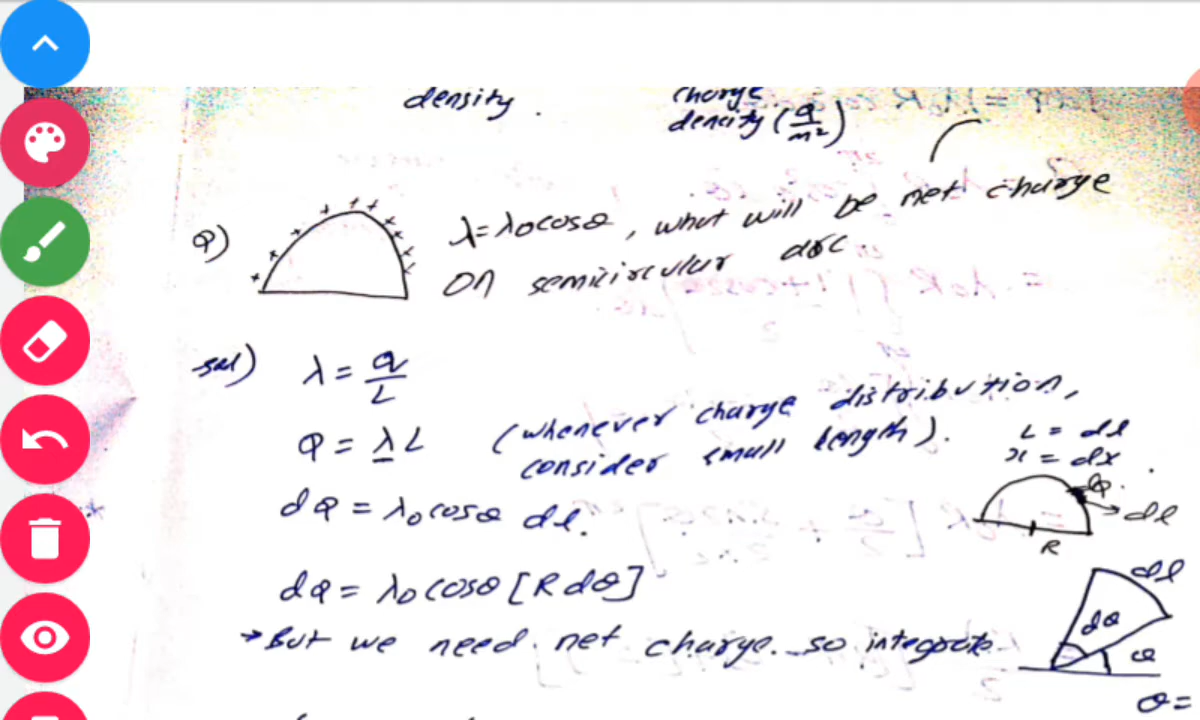 density.
charge
density (q/m²)
Q) λ=λ₀cosθ, what will be net charge
on semicircular arc.
sol) λ = Q/L
Q = λL (whenever charge distribution,
consider small length). L = dl
x = dx
dQ = λ₀cosθ dl.
dQ
dl
R
dQ = λ₀cosθ [R dθ]
dl
dθ
θ
→ But we need net charge. so integrate
θ =